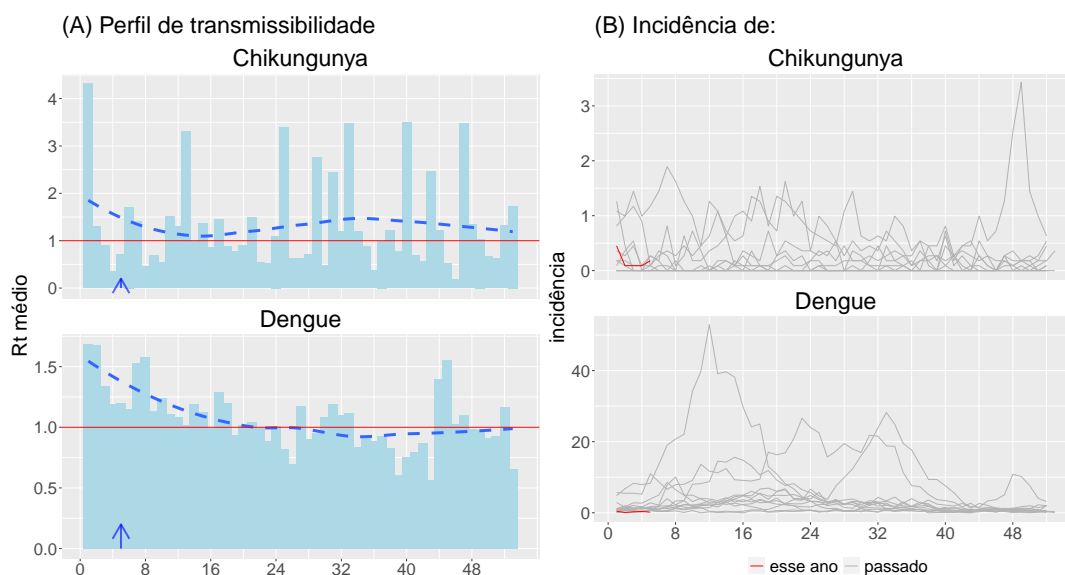 (A) Perfil de transmissibilidade
Chikungunya
4
3
2
1
0
Dengue
1.5
1.0
0.5
0.0
0 8 16 24 32 40 48
Rt médio
(B) Incidência de:
Chikungunya
3
2
1
0
Dengue
40
20
0
0 8 16 24 32 40 48
incidência
esse ano passado